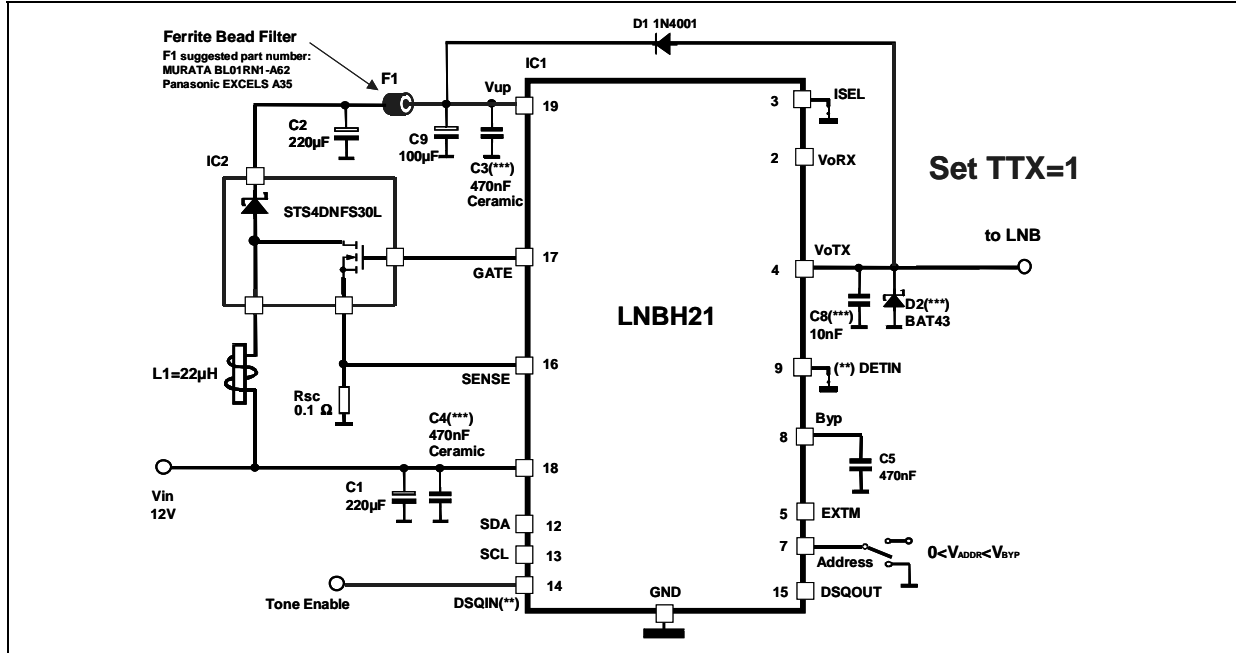 D1 1N4001
Ferrite Bead Filter
F1 suggested part number:
MURATA BL01RN1-A62
Panasonic EXCELS A35
F1
IC1
Vup
19
C2
220µF
C9
100µF
C3(***)
470nF
Ceramic
IC2
STS4DNFS30L
17
GATE
16
SENSE
L1=22µH
Rsc
0.1 Ω
C4(***)
470nF
Ceramic
18
C1
220µF
Vin
12V
SDA
12
SCL
13
14
Tone Enable
DSQIN(**)
LNBH21
GND
3
ISEL
2
VoRX
Set TTX=1
to LNB
VoTX
4
C8(***)
10nF
D2(***)
BAT43
9
(**) DETIN
Byp
8
C5
470nF
5
EXTM
7
Address
0<VADDR<VBYP
15
DSQOUT